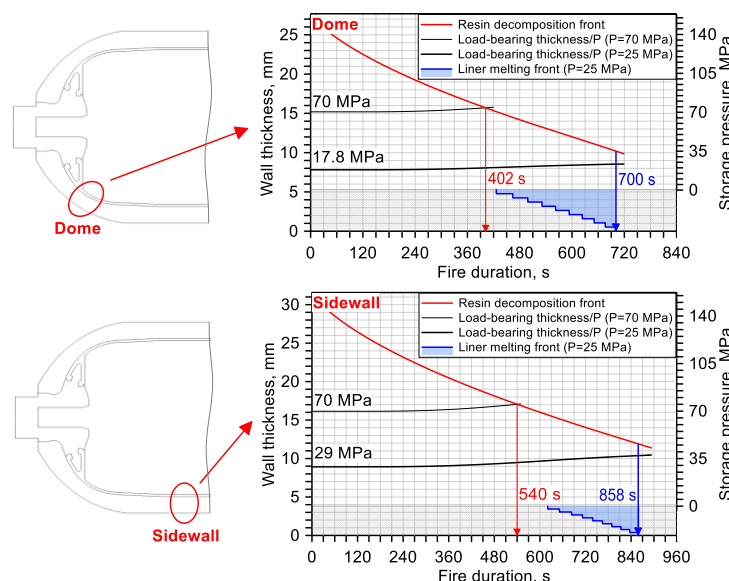 Dome
Resin decomposition front
Load-bearing thickness/P (P=70 MPa)
Load-bearing thickness/P (P=25 MPa)
Liner melting front (P=25 MPa)
Wall thickness, mm
25
20
15
10
5
0
70 MPa
17.8 MPa
402 s
700 s
140
105
70
35
0
Storage pressure, MPa
0 120 240 360 480 600 720 840
Fire duration, s
Dome
Sidewall
Resin decomposition front
Load-bearing thickness/P (P=70 MPa)
Load-bearing thickness/P (P=25 MPa)
Liner melting front (P=25 MPa)
Wall thickness, mm
30
25
20
15
10
5
0
70 MPa
29 MPa
540 s
858 s
140
105
70
35
0
Storage pressure, MPa
0 120 240 360 480 600 720 840 960
Fire duration, s
Sidewall